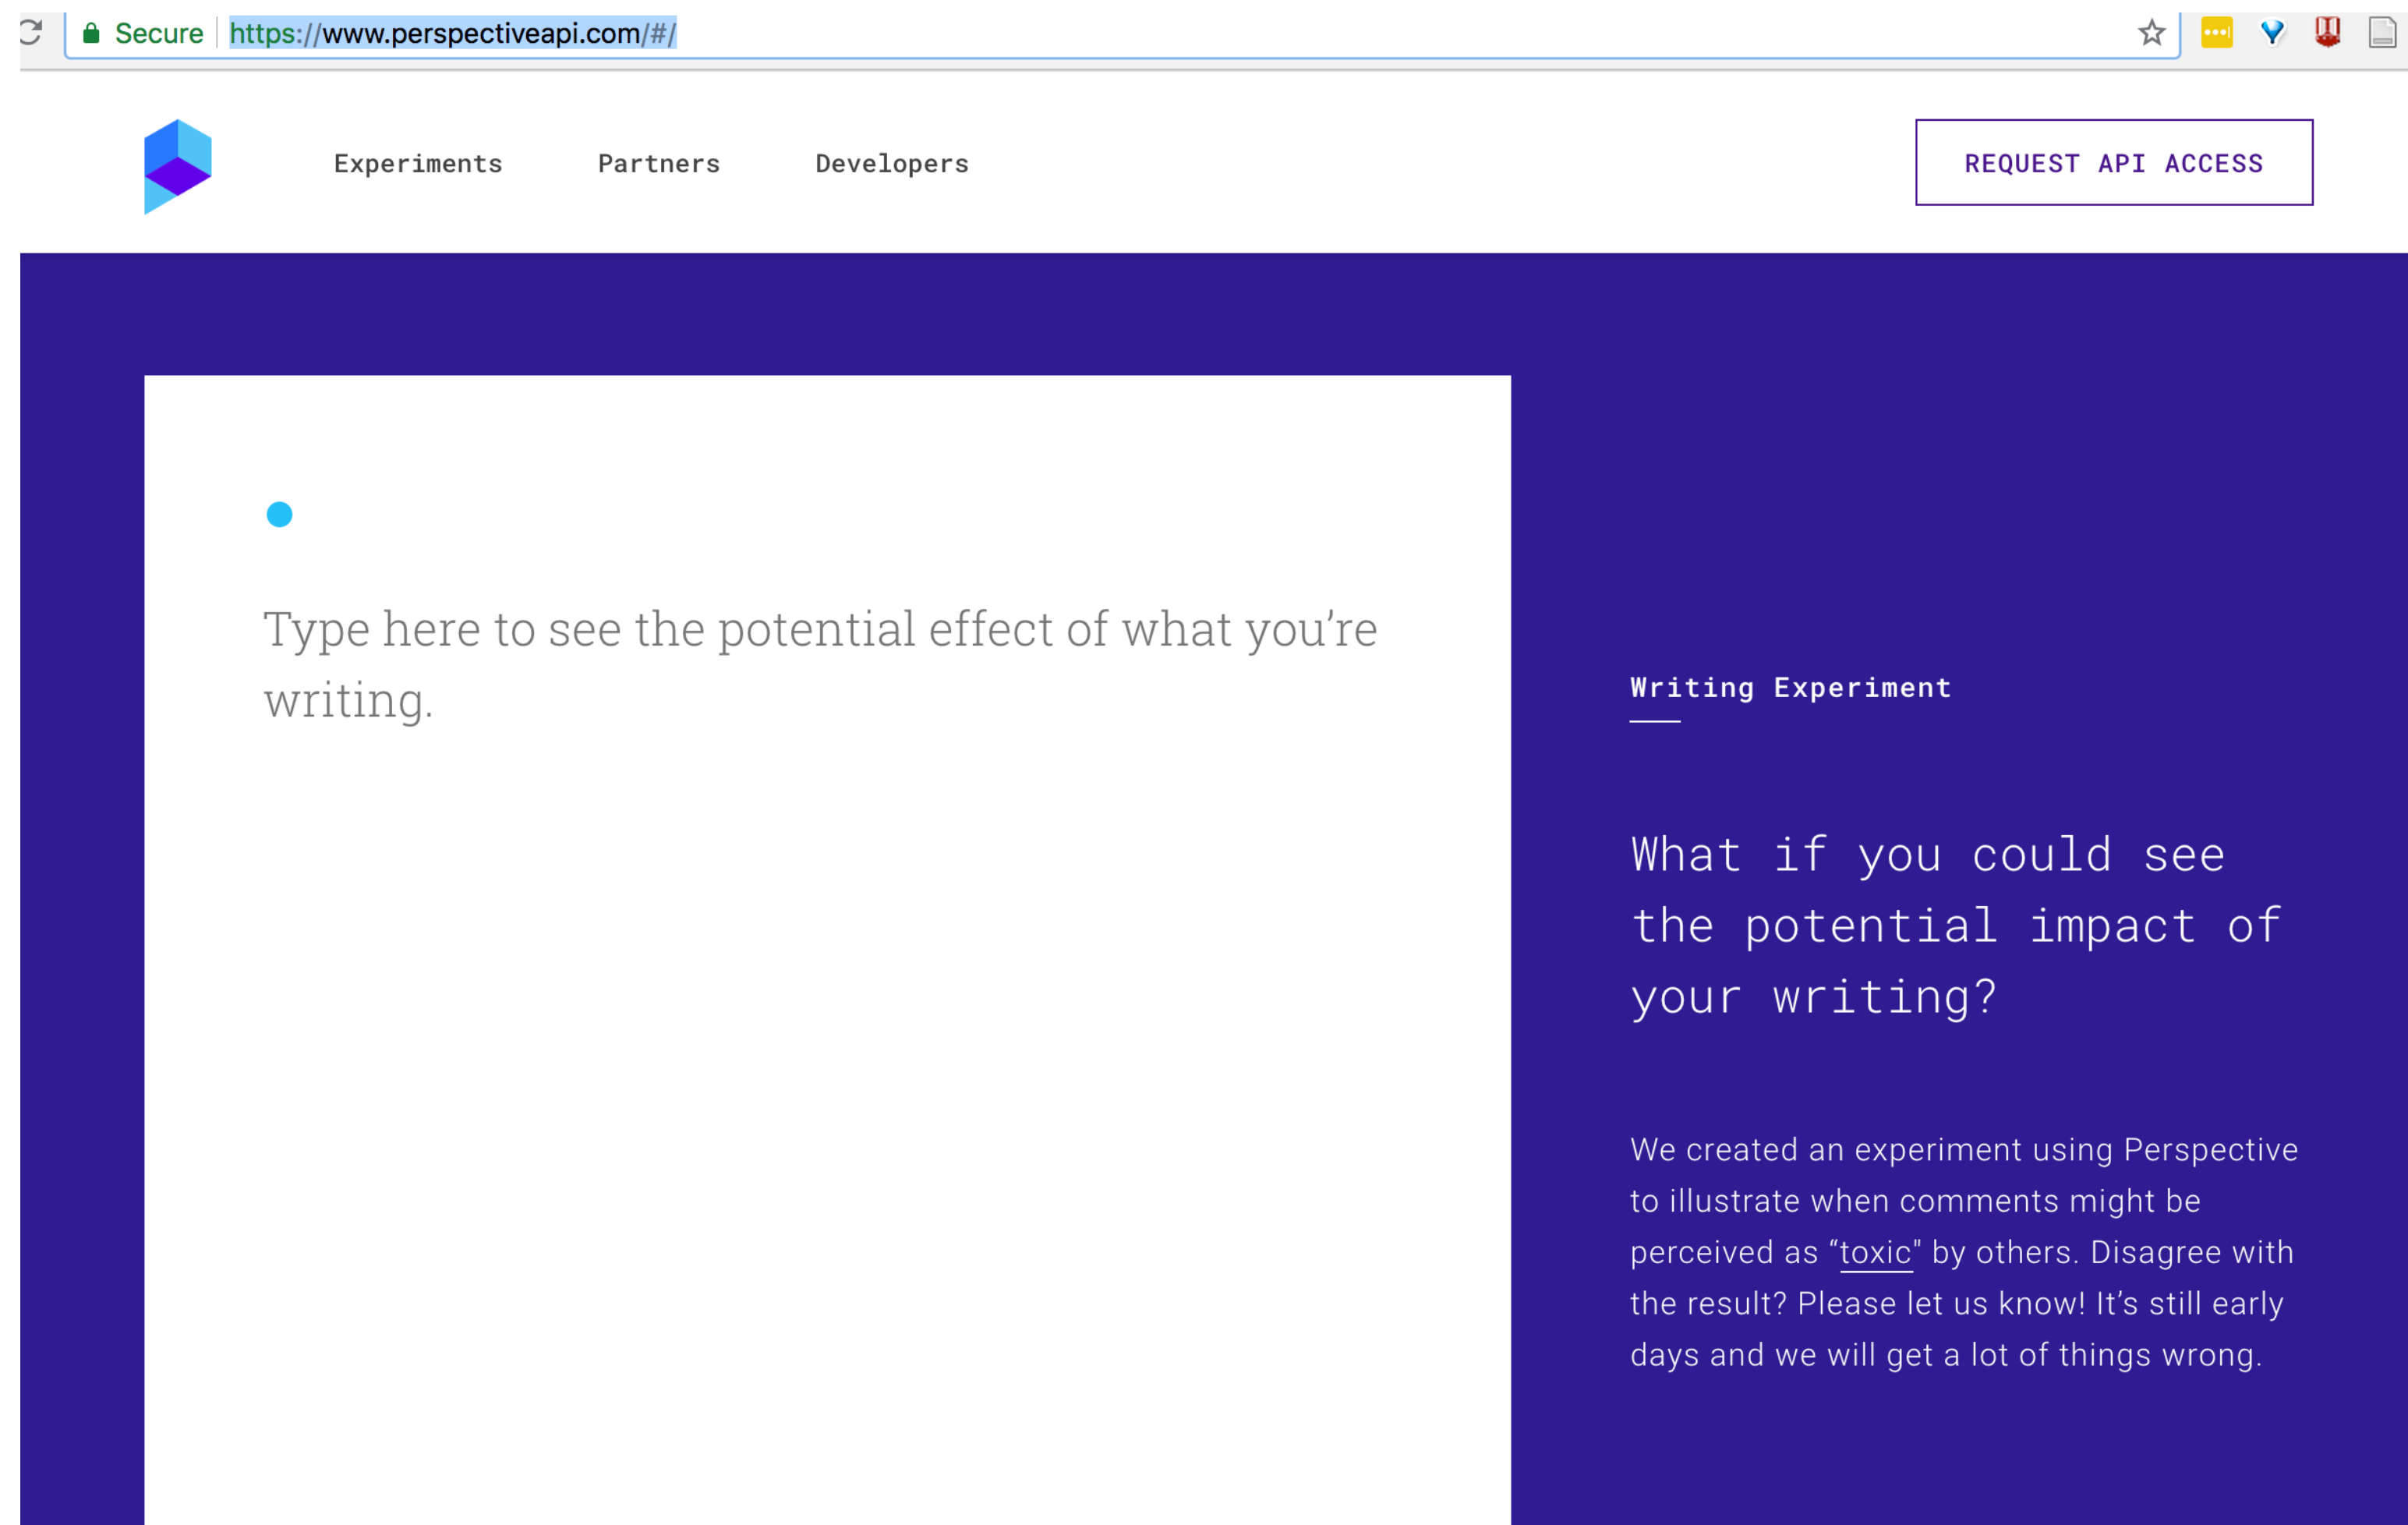 Secure https://www.perspectiveapi.com/#/
Experiments Partners Developers REQUEST API ACCESS
Type here to see the potential effect of what you’re
writing.
Writing Experiment
What if you could see
the potential impact of
your writing?
We created an experiment using Perspective
to illustrate when comments might be
perceived as “toxic" by others. Disagree with
the result? Please let us know! It’s still early
days and we will get a lot of things wrong.